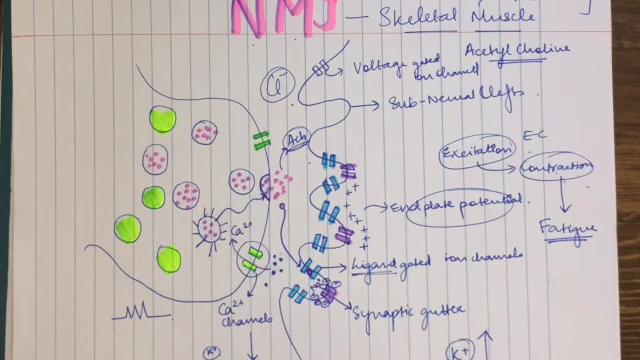 NMJ
— Skeletal Muscle
Acetyl Choline
Voltage gated
ion channel
Cl⁻
Sub-Neural Clefts
Ach
E-C
Excitation
Contraction
Fatigue
Endplate potential.
Ca²⁺
Ligand gated ion channels
Synaptic gutter
Ca²⁺
channels
K⁺
K⁺